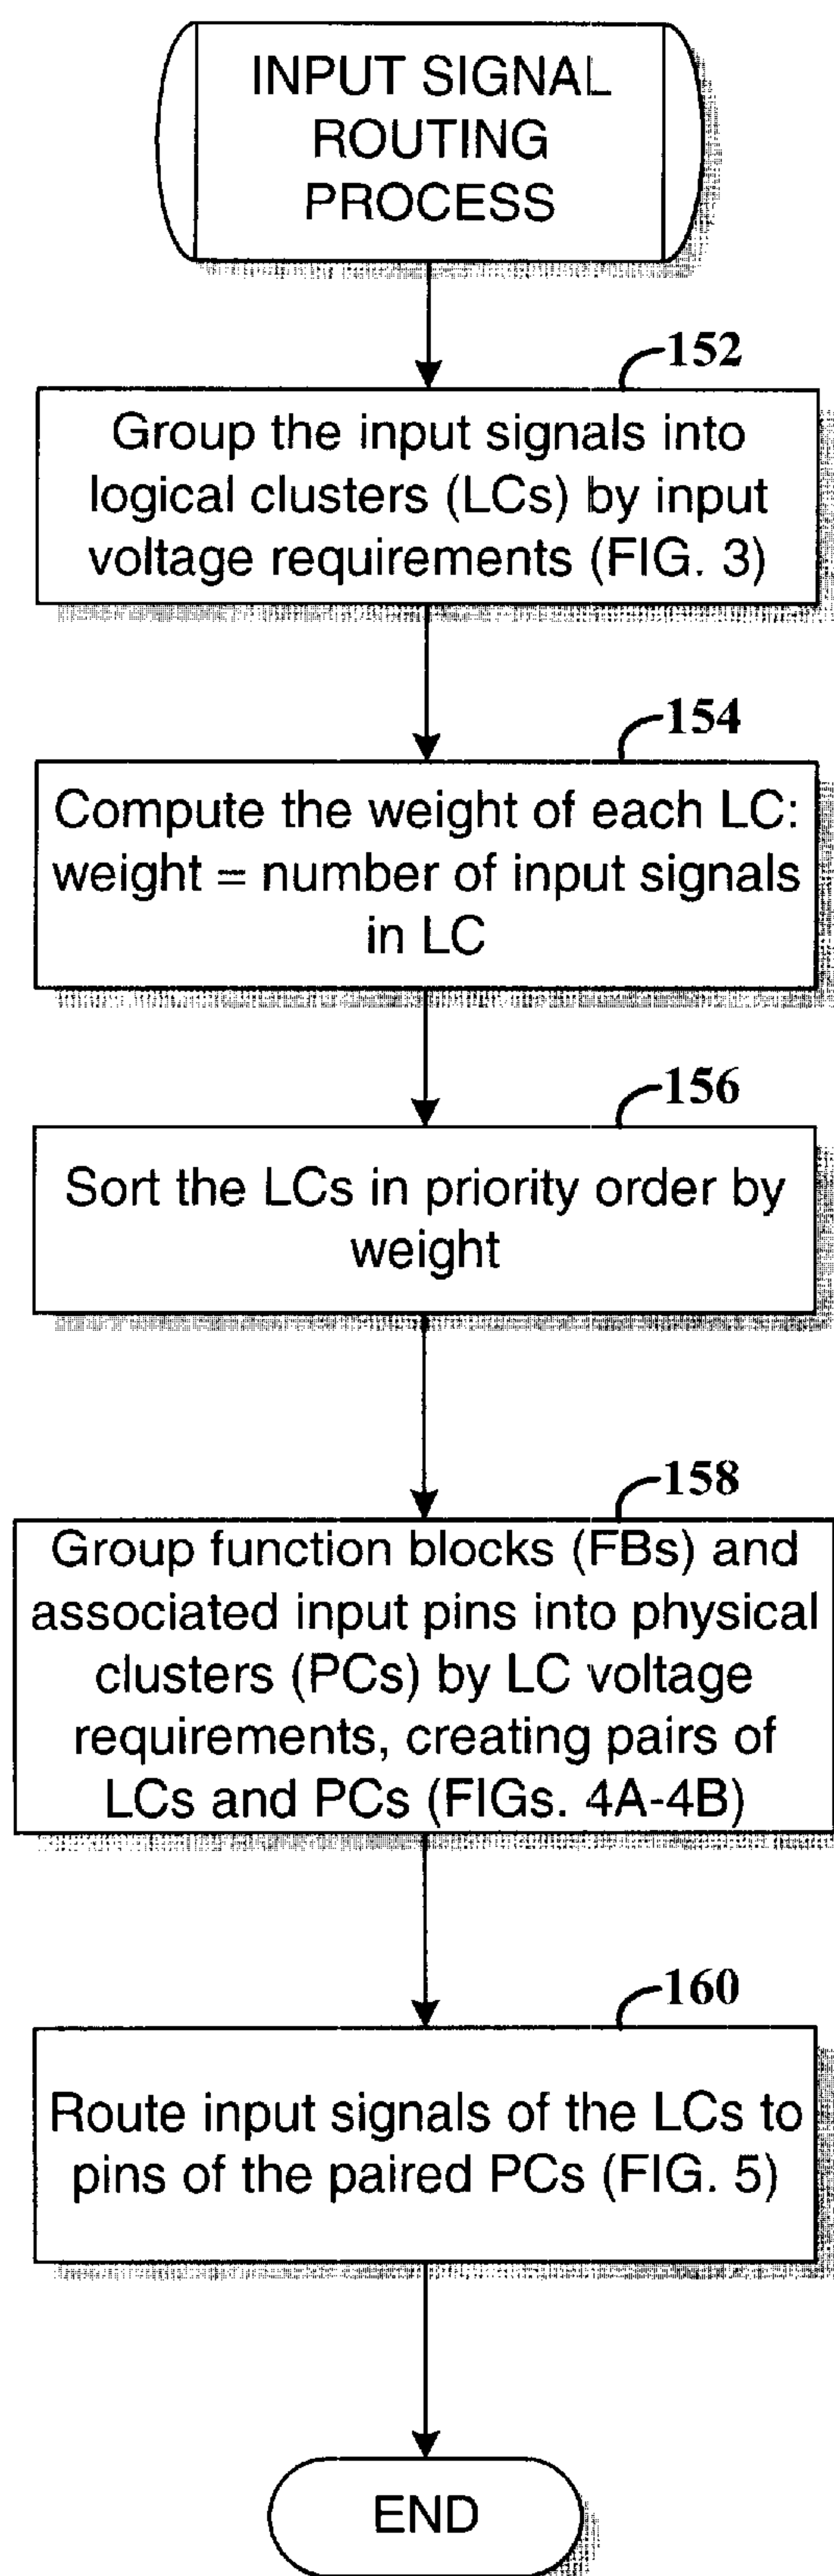 INPUT SIGNAL
ROUTING
PROCESS
152
Group the input signals into
logical clusters (LCs) by input
voltage requirements (FIG. 3)
154
Compute the weight of each LC:
weight = number of input signals
in LC
156
Sort the LCs in priority order by
weight
158
Group function blocks (FBs) and
associated input pins into physical
clusters (PCs) by LC voltage
requirements, creating pairs of
LCs and PCs (FIGs. 4A-4B)
160
Route input signals of the LCs to
pins of the paired PCs (FIG. 5)
END